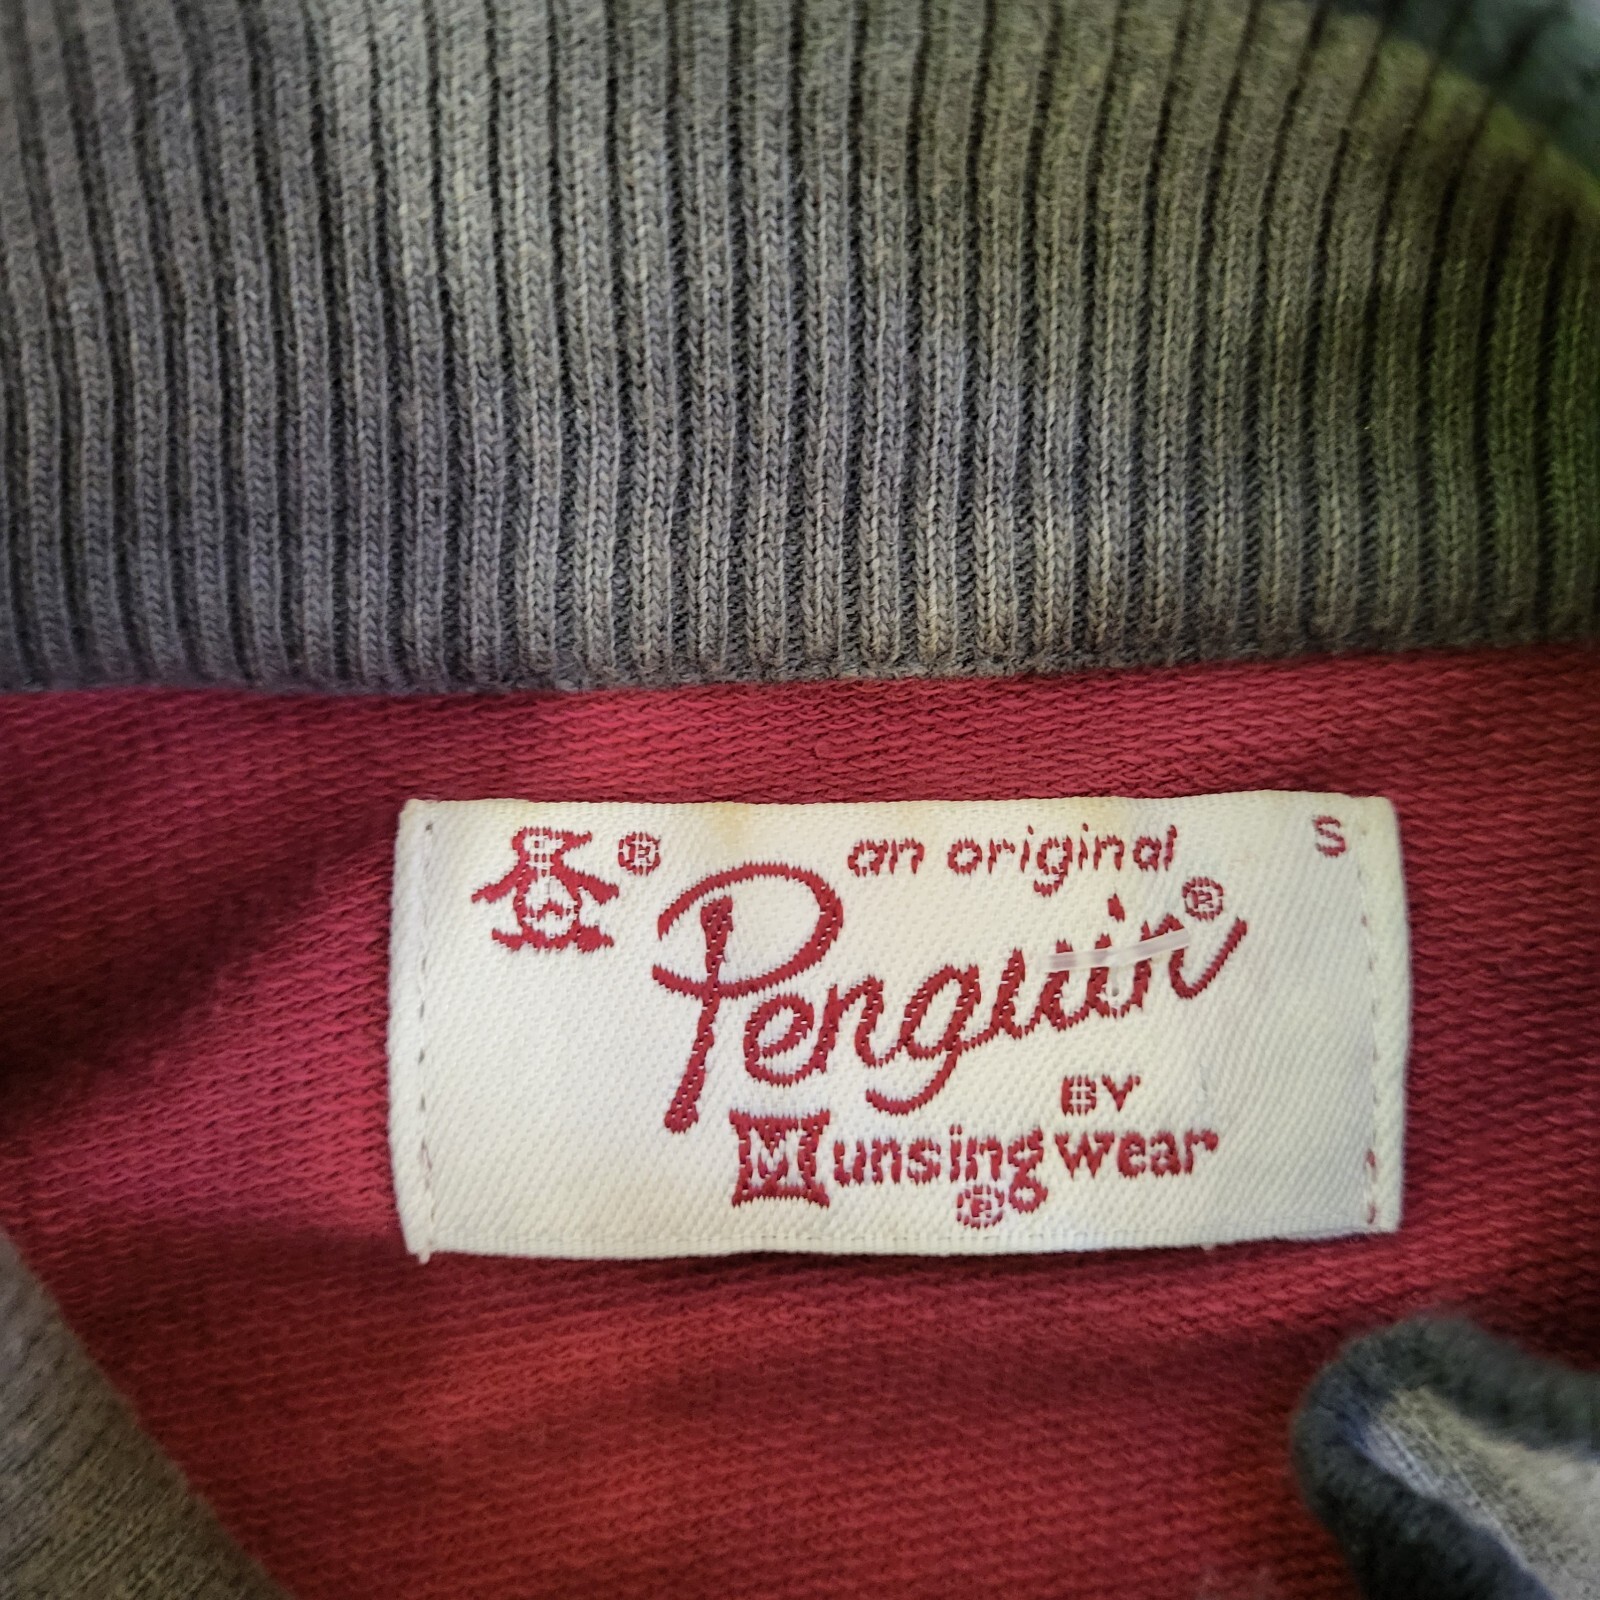 ® an original S
Penguin®
BY
Munsingwear
®